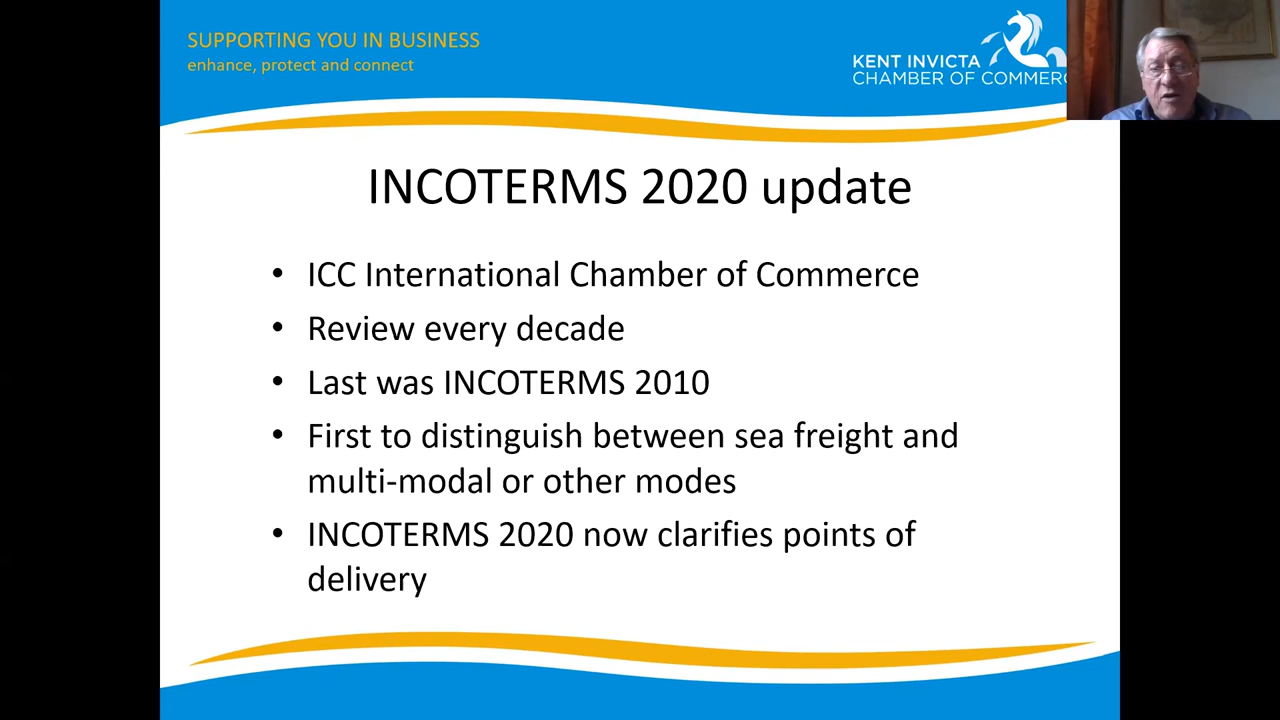 SUPPORTING YOU IN BUSINESS
enhance, protect and connect
KENT INVICTA
CHAMBER OF COMMERC
INCOTERMS 2020 update
• ICC International Chamber of Commerce
• Review every decade
• Last was INCOTERMS 2010
• First to distinguish between sea freight and
multi-modal or other modes
• INCOTERMS 2020 now clarifies points of
delivery